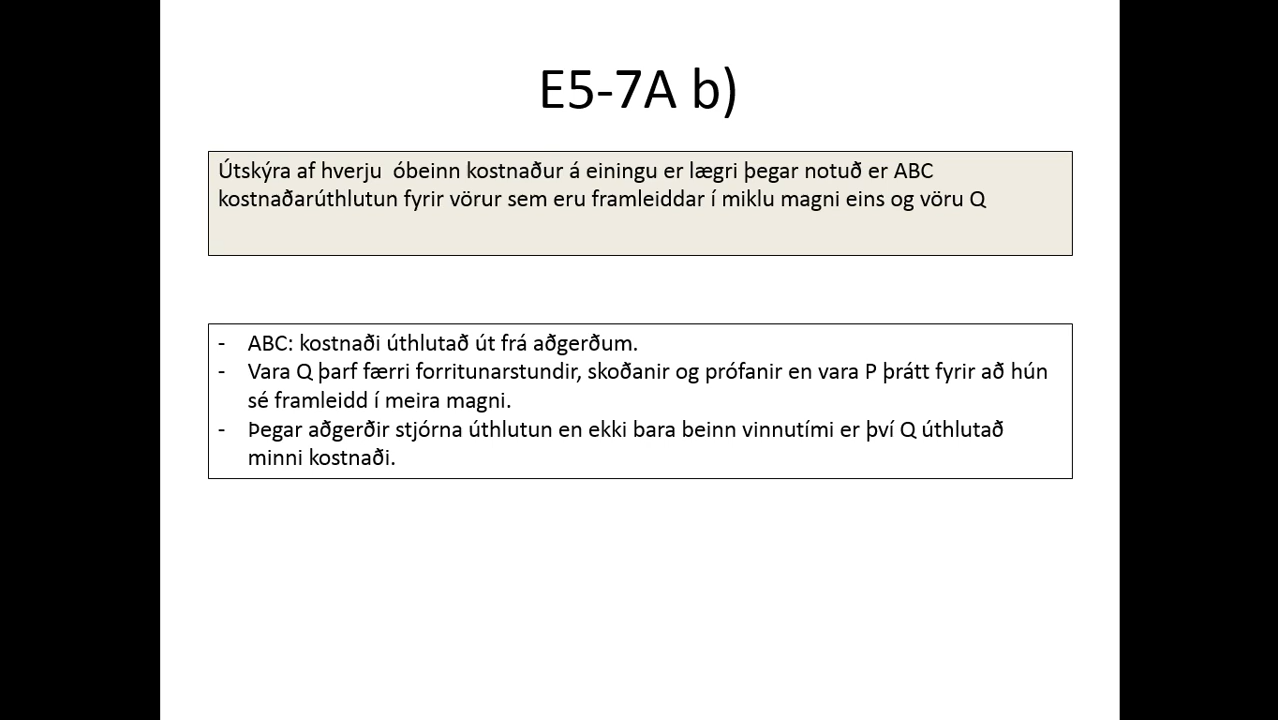 E5-7A b)
Útskýra af hverju  óbeinn kostnaður á einingu er lægri þegar notuð er ABC
kostnaðarúthlutun fyrir vörur sem eru framleiddar í miklu magni eins og vöru Q
- ABC: kostnaði úthlutað út frá aðgerðum.
- Vara Q þarf færri forritunarstundir, skoðanir og prófanir en vara P þrátt fyrir að hún
sé framleidd í meira magni.
- Þegar aðgerðir stjórna úthlutun en ekki bara beinn vinnutími er því Q úthlutað
minni kostnaði.